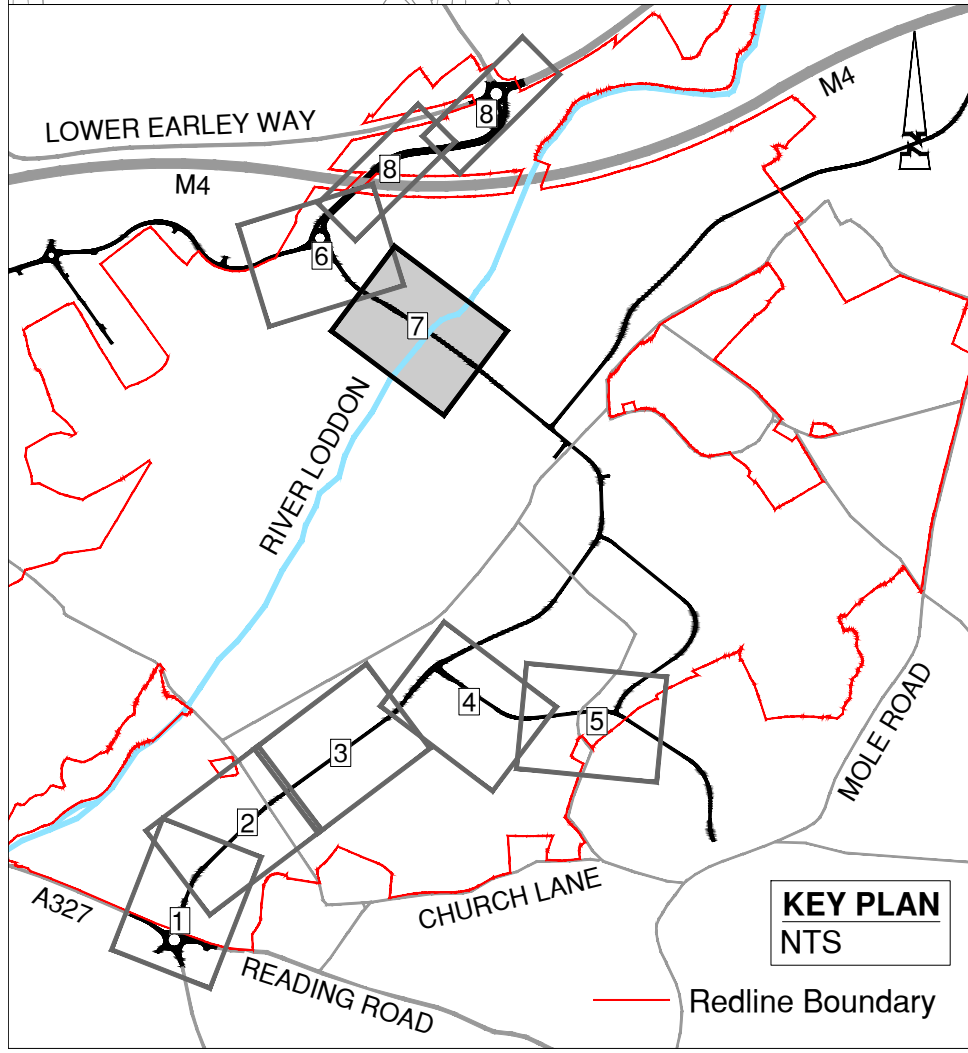 M4
8
LOWER EARLEY WAY
8
M4
N
6
7
RIVER LODDON
4
5
3
MOLE ROAD
2
CHURCH LANE
A327
1
KEY PLAN
NTS
READING ROAD
Redline Boundary